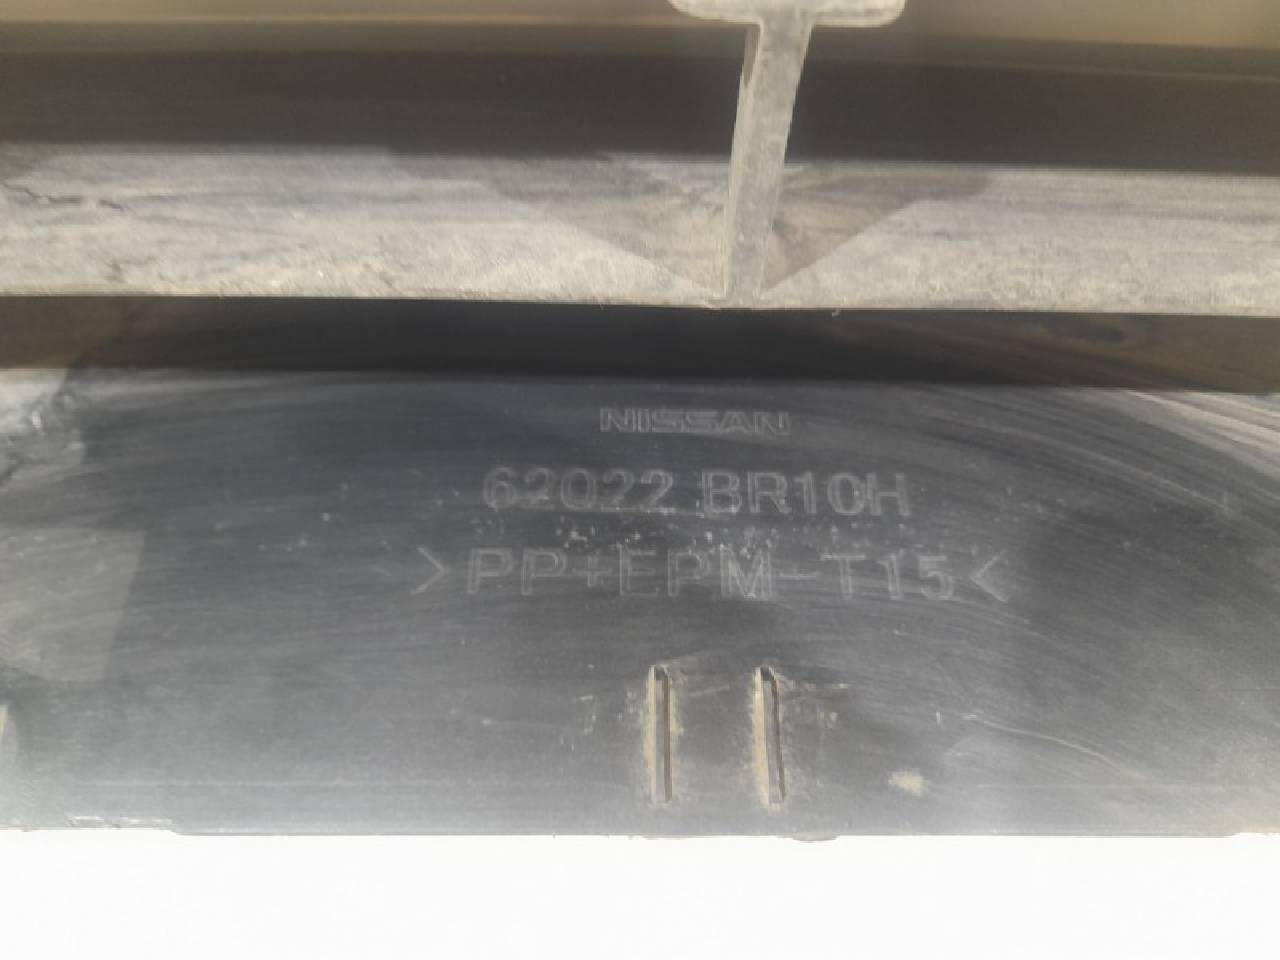 NISSAN
62022 BR10H
>PP+EPM-T15<